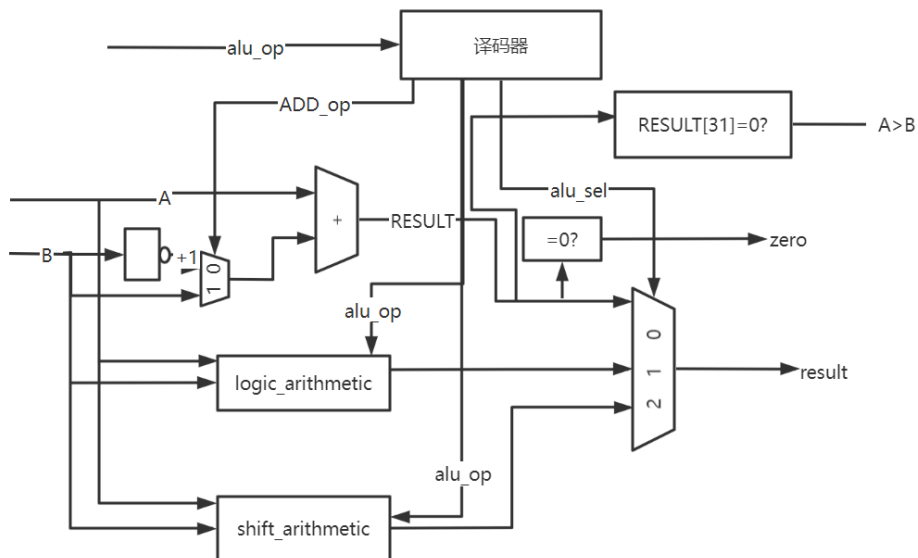 译码器
alu_op
ADD_op
RESULT[31]=0?
A>B
alu_sel
A
+
RESULT
=0?
zero
B
+1
1 0
alu_op
0
1
2
logic_arithmetic
result
alu_op
shift_arithmetic